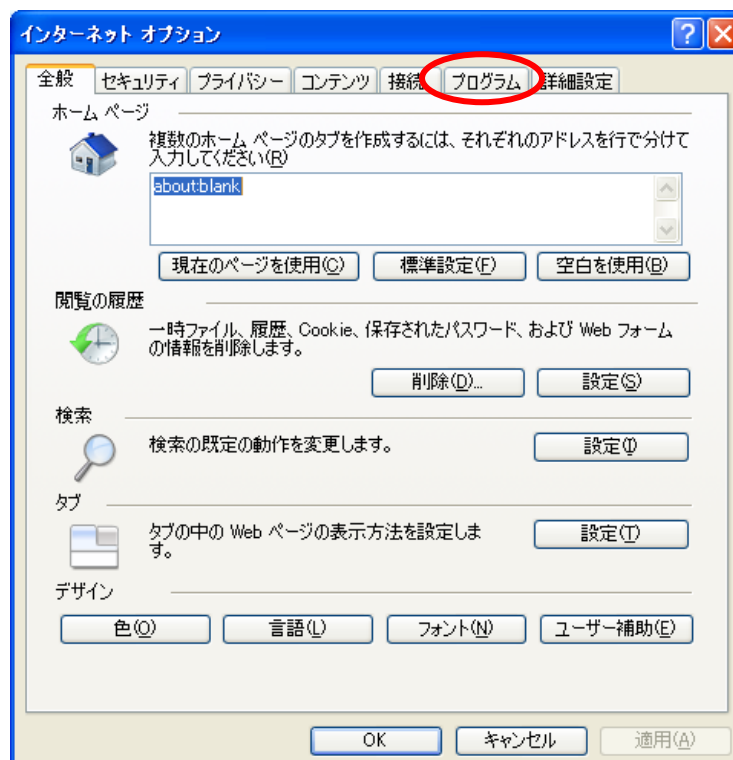 インターネット オプション
全般 セキュリティ プライバシー コンテンツ 接続 プログラム 詳細設定
ホーム ページ
複数のホーム ページのタブを作成するには、それぞれのアドレスを行で分けて
入力してください(R)
about:blank
現在のページを使用(C) 標準設定(F) 空白を使用(B)
閲覧の履歴
一時ファイル、履歴、Cookie、保存されたパスワード、および Web フォーム
の情報を削除します。
削除(D)... 設定(S)
検索
検索の既定の動作を変更します。
設定(I)
タブ
タブの中の Web ページの表示方法を設定しま
す。
設定(T)
デザイン
色(O) 言語(L) フォント(N) ユーザー補助(E)
OK キャンセル 適用(A)